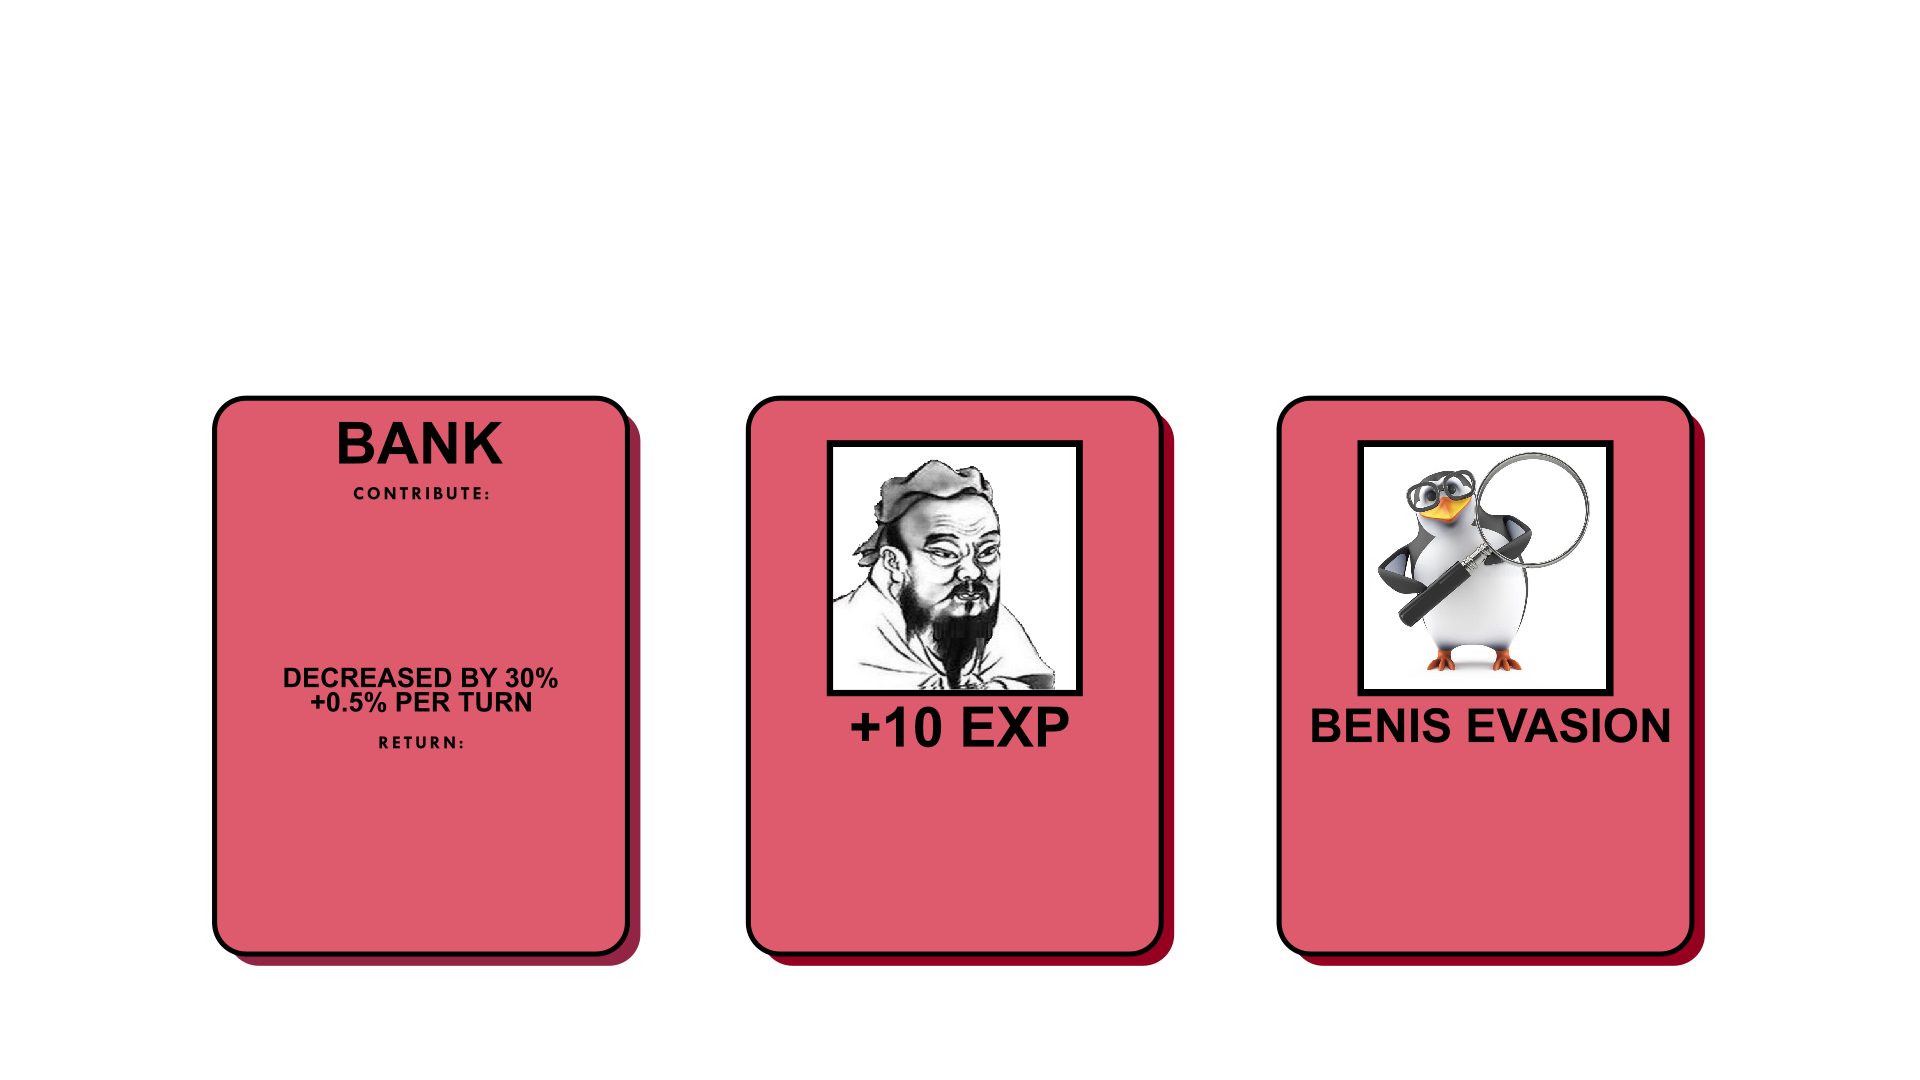 BANK
CONTRIBUTE:
DECREASED BY 30%
+0.5% PER TURN
RETURN:
+10 EXP
BENIS EVASION